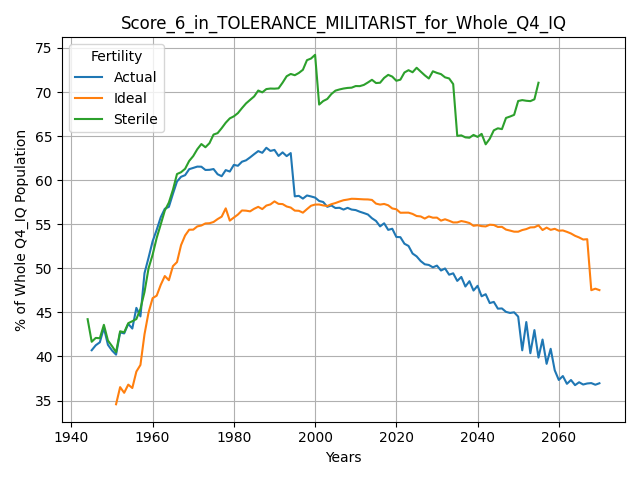 Score_6_in_TOLERANCE_MILITARIST_for_Whole_Q4_IQ
Fertility
Actual
Ideal
Sterile
% of Whole Q4_IQ Population
75
70
65
60
55
50
45
40
35
1940
1960
1980
2000
2020
2040
2060
Years